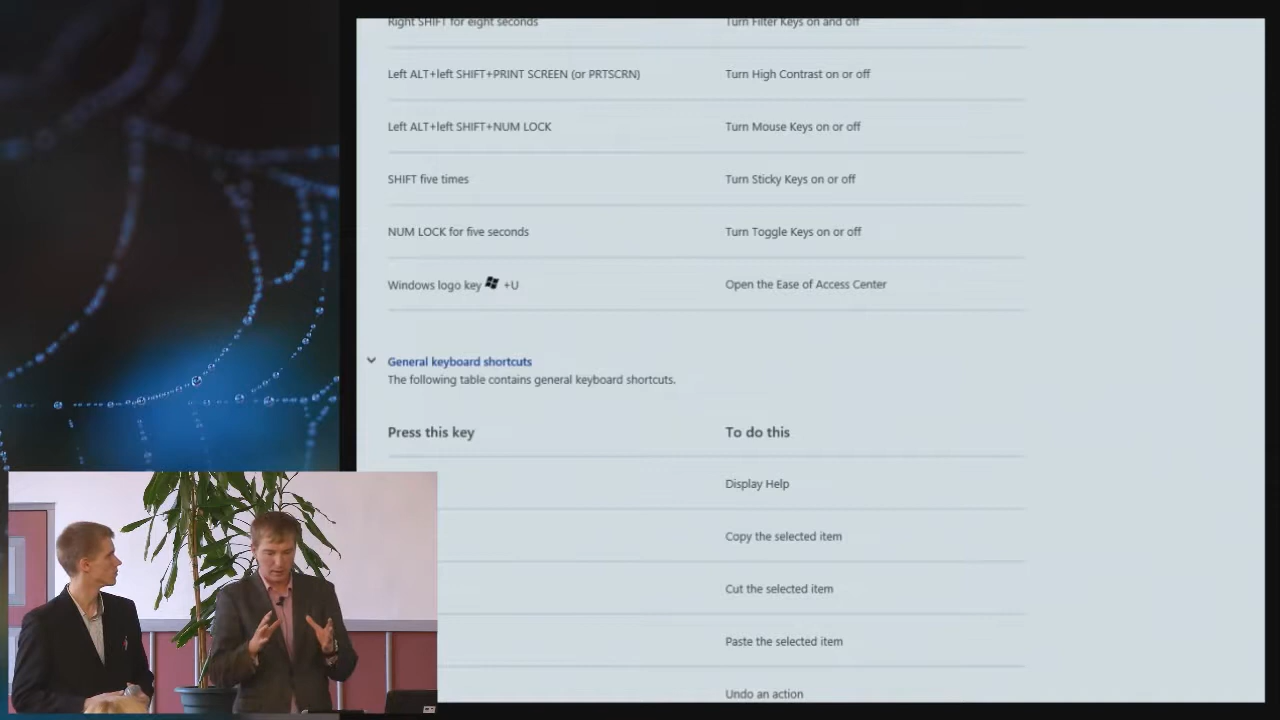 Right SHIFT for eight seconds Turn Filter Keys on and off
Left ALT+left SHIFT+PRINT SCREEN (or PRTSCRN) Turn High Contrast on or off
Left ALT+left SHIFT+NUM LOCK Turn Mouse Keys on or off
SHIFT five times Turn Sticky Keys on or off
NUM LOCK for five seconds Turn Toggle Keys on or off
Windows logo key +U Open the Ease of Access Center
General keyboard shortcuts
The following table contains general keyboard shortcuts.
Press this key To do this
Display Help
Copy the selected item
Cut the selected item
Paste the selected item
Undo an action